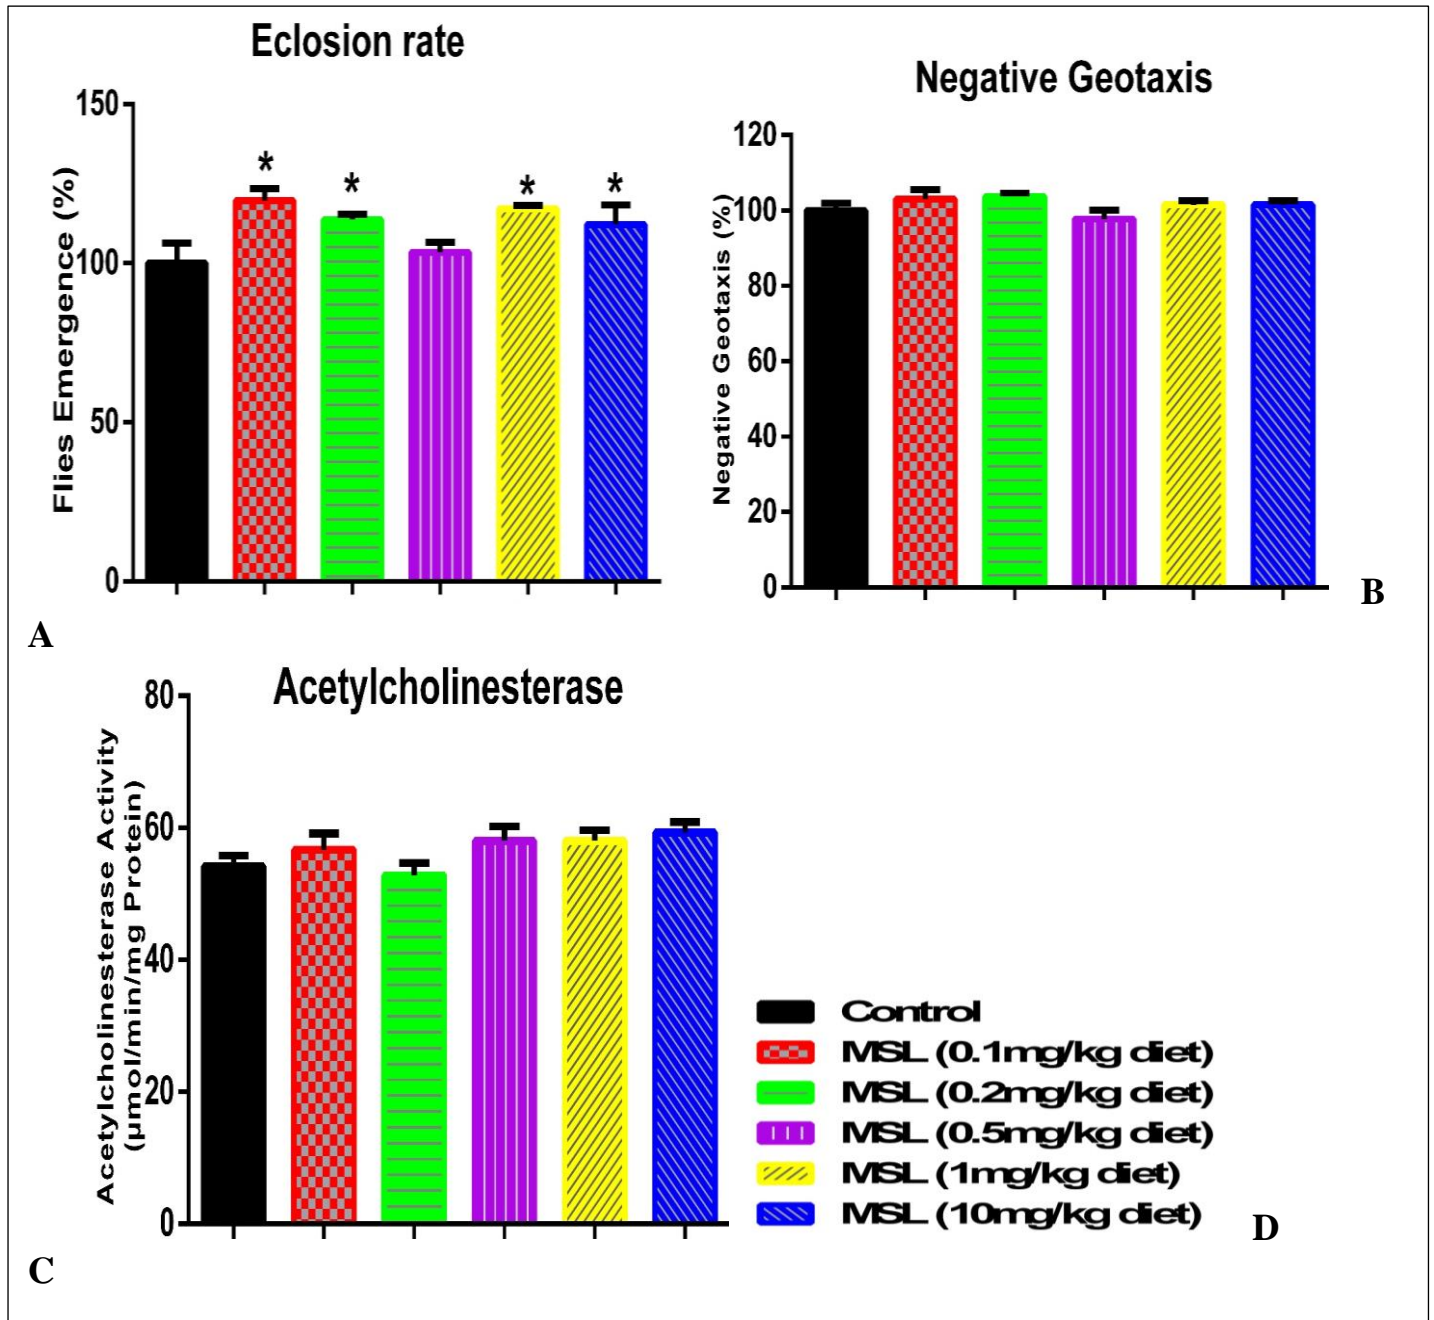 Eclosion rate
Flies Emergence (%)
150
100
50
0
* * * *
A
Negative Geotaxis
Negative Geotaxis (%)
120
100
80
60
40
20
0
B
Acetylcholinesterase
Acetylcholinesterase Activity
(µmol/min/mg Protein)
80
60
40
20
0
C
Control
MSL (0.1mg/kg diet)
MSL (0.2mg/kg diet)
MSL (0.5mg/kg diet)
MSL (1mg/kg diet)
MSL (10mg/kg diet)
D